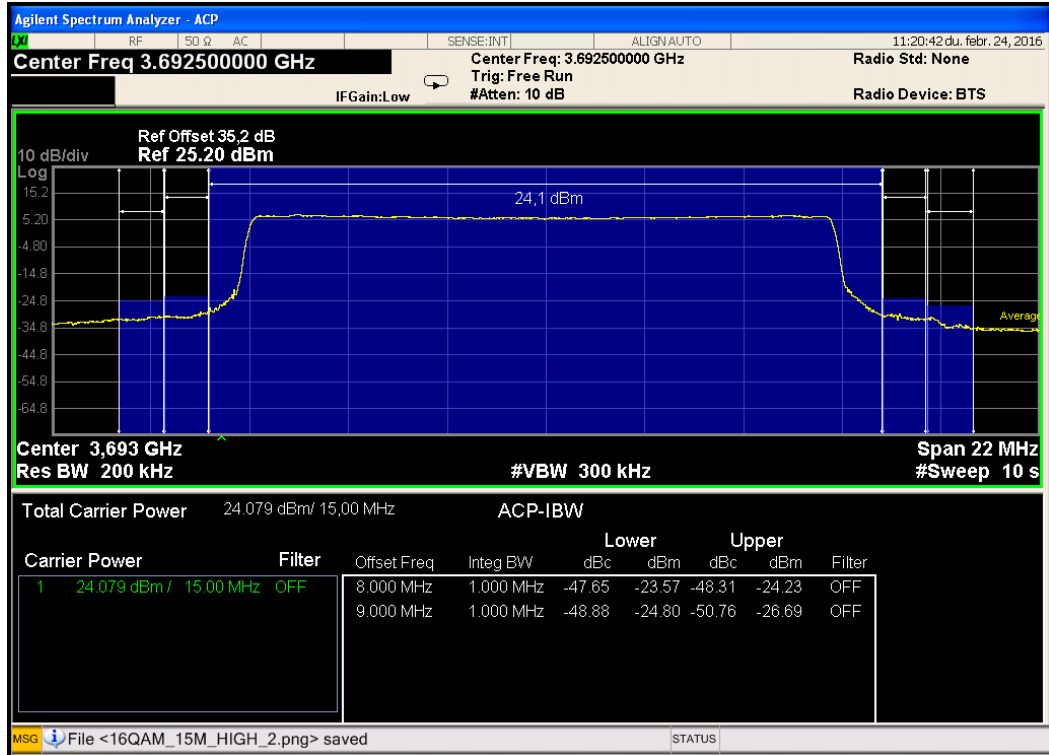 Agilent Spectrum Analyzer - ACP
LXI RF 50 Ω AC SENSE:INT ALIGN AUTO 11:20:42 du. febr. 24, 2016
Center Freq 3.692500000 GHz Center Freq: 3.692500000 GHz Radio Std: None
Trig: Free Run
IFGain:Low #Atten: 10 dB Radio Device: BTS
Ref Offset 35,2 dB
10 dB/div Ref 25.20 dBm
Log
15.2
24,1 dBm
5.20
-4.80
-14.8
-24.8
Average
-34.8
-44.8
-54.8
-64.8
Center 3,693 GHz Span 22 MHz
Res BW 200 kHz #VBW 300 kHz #Sweep 10 s
Total Carrier Power 24.079 dBm/ 15,00 MHz ACP-IBW
Lower Upper
Carrier Power Filter Offset Freq Integ BW dBc dBm dBc dBm Filter
1 24.079 dBm / 15.00 MHz OFF 8.000 MHz 1.000 MHz -47.65 -23.57 -48.31 -24.23 OFF
9.000 MHz 1.000 MHz -48.88 -24.80 -50.76 -26.69 OFF
MSG File <16QAM_15M_HIGH_2.png> saved STATUS